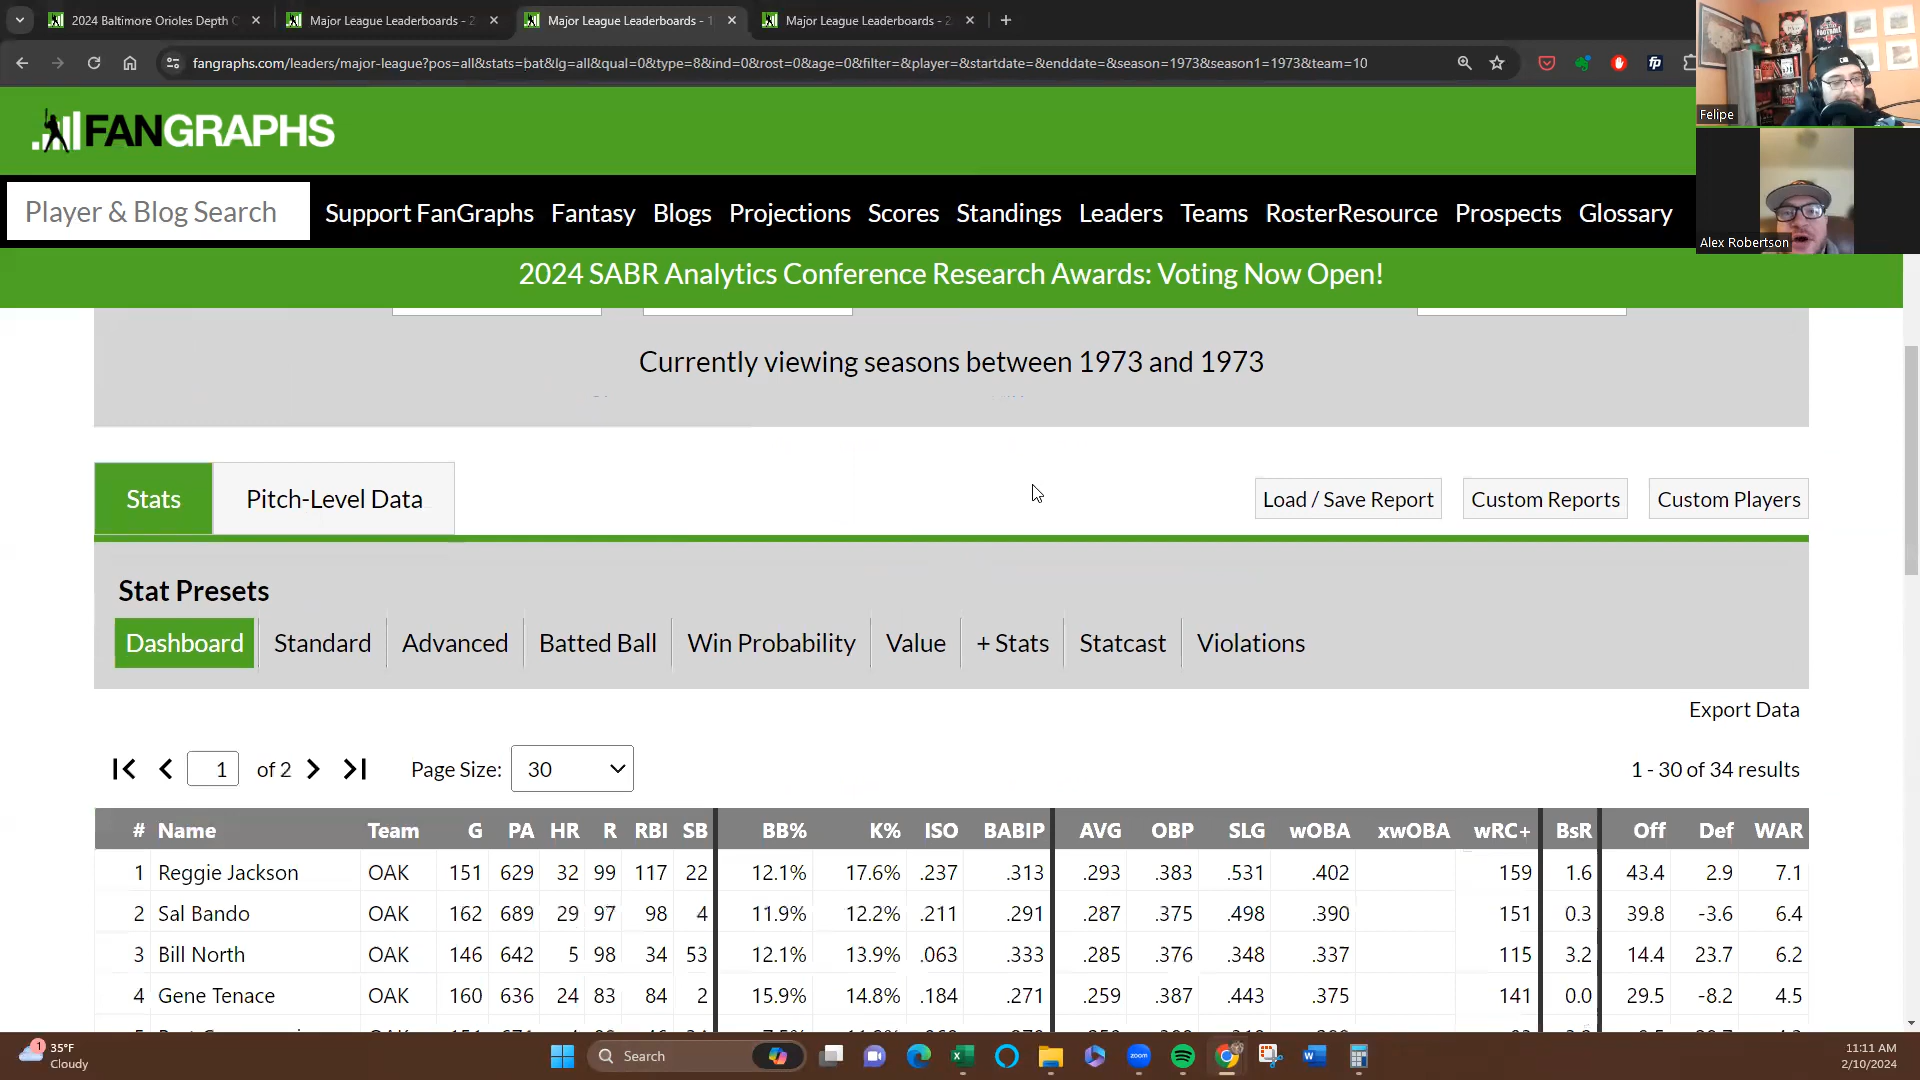 2024 Baltimore Orioles Depth C
Major League Leaderboards - 2
Major League Leaderboards - 1
Major League Leaderboards - 2
fangraphs.com/leaders/major-league?pos=all&stats=bat&lg=all&qual=0&type=8&ind=0&rost=0&age=0&filter=&player=&startdate=&enddate=&season=1973&season1=1973&team=10
Felipe
Alex Robertson
FANGRAPHS
Player & Blog Search
Support FanGraphs Fantasy Blogs Projections Scores Standings Leaders Teams RosterResource Prospects Glossary
2024 SABR Analytics Conference Research Awards: Voting Now Open!
Currently viewing seasons between 1973 and 1973
Stats Pitch-Level Data
Load / Save Report Custom Reports Custom Players
Stat Presets
Dashboard Standard Advanced Batted Ball Win Probability Value + Stats Statcast Violations
Export Data
1 of 2 Page Size: 30 1 - 30 of 34 results
# Name Team G PA HR R RBI SB BB% K% ISO BABIP AVG OBP SLG wOBA xwOBA wRC+ BsR Off Def WAR
1 Reggie Jackson OAK 151 629 32 99 117 22 12.1% 17.6% .237 .313 .293 .383 .531 .402 159 1.6 43.4 2.9 7.1
2 Sal Bando OAK 162 689 29 97 98 4 11.9% 12.2% .211 .291 .287 .375 .498 .390 151 0.3 39.8 -3.6 6.4
3 Bill North OAK 146 642 5 98 34 53 12.1% 13.9% .063 .333 .285 .376 .348 .337 115 3.2 14.4 23.7 6.2
4 Gene Tenace OAK 160 636 24 83 84 2 15.9% 14.8% .184 .271 .259 .387 .443 .375 141 0.0 29.5 -8.2 4.5
1
35°F
Cloudy
Search
zoom
11:11 AM
2/10/2024